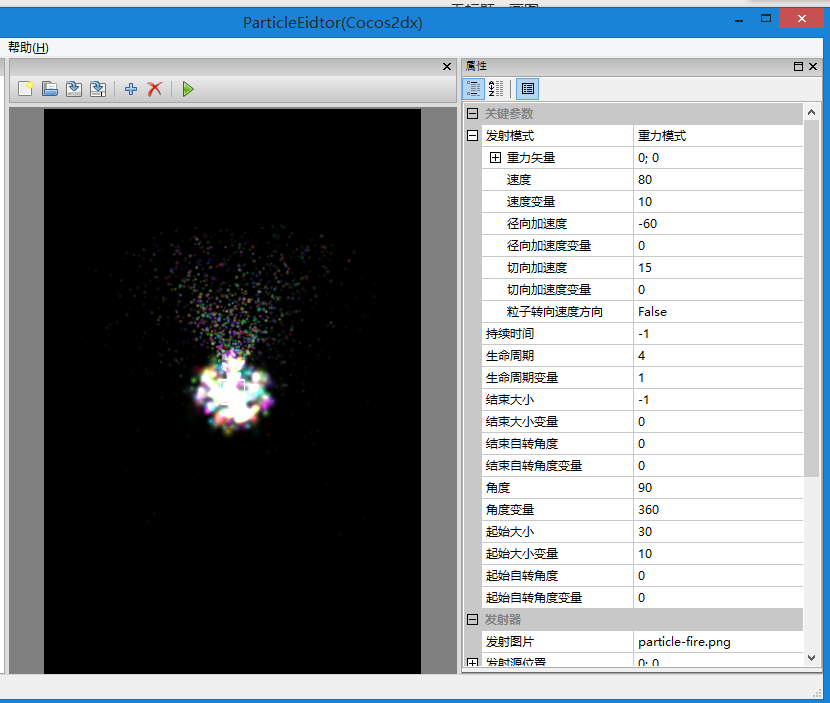 ParticleEidtor(Cocos2dx)
帮助(H)
属性
关键参数
发射模式 重力模式
重力矢量 0; 0
速度 80
速度变量 10
径向加速度 -60
径向加速度变量 0
切向加速度 15
切向加速度变量 0
粒子转向速度方向 False
持续时间 -1
生命周期 4
生命周期变量 1
结束大小 -1
结束大小变量 0
结束自转角度 0
结束自转角度变量 0
角度 90
角度变量 360
起始大小 30
起始大小变量 10
起始自转角度 0
起始自转角度变量 0
发射器
发射图片 particle-fire.png
发射源位置 0; 0